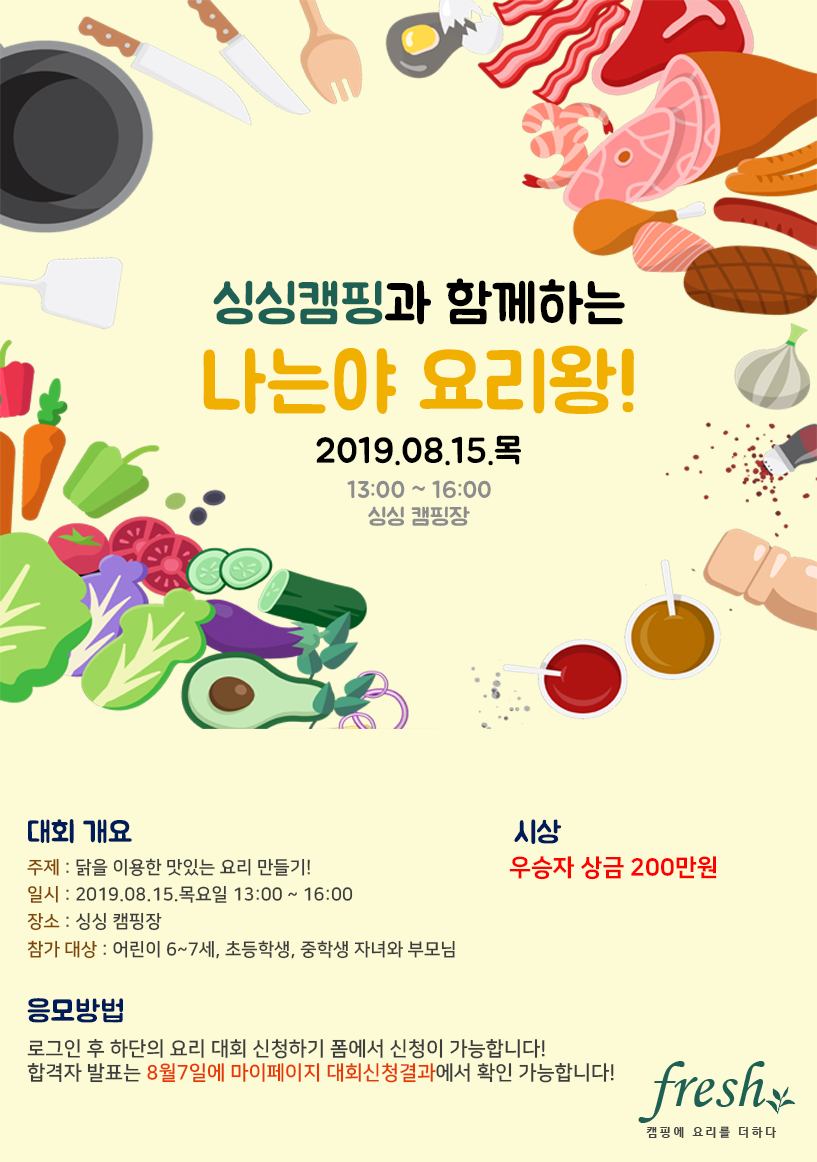 싱싱캠핑과 함께하는
나는야 요리왕!
2019.08.15.목
13:00 ~ 16:00
싱싱 캠핑장
대회 개요
주제 : 닭을 이용한 맛있는 요리 만들기!
일시 : 2019.08.15.목요일 13:00 ~ 16:00
장소 : 싱싱 캠핑장
참가 대상 : 어린이 6~7세, 초등학생, 중학생 자녀와 부모님
시상
우승자 상금 200만원
응모방법
로그인 후 하단의 요리 대회 신청하기 폼에서 신청이 가능합니다!
합격자 발표는 8월7일에 마이페이지 대회신청결과에서 확인 가능합니다!
fresh
캠핑에 요리를 더하다